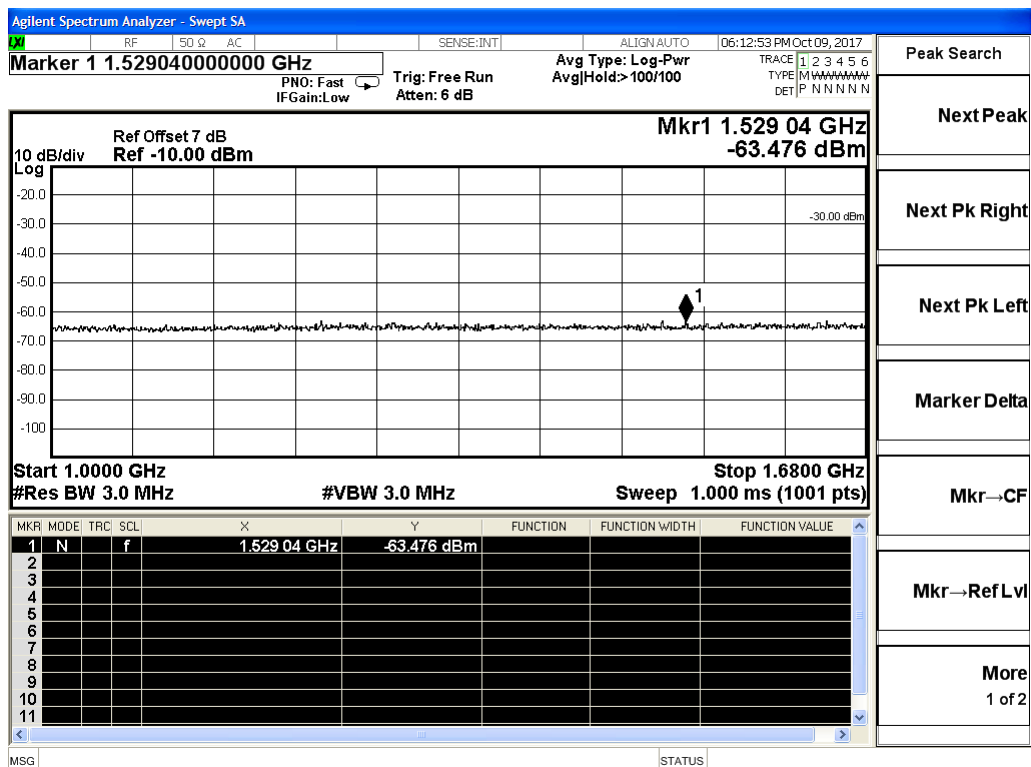 Agilent Spectrum Analyzer - Swept SA
LXI RF 50 Ω AC SENSE:INT ALIGNAUTO 06:12:53 PM Oct 09, 2017
Marker 1 1.529040000000 GHz
PNO: Fast
IFGain:Low
Trig: Free Run
Atten: 6 dB
Avg Type: Log-Pwr
Avg|Hold:>100/100
TRACE 1 2 3 4 5 6
TYPE M W W W W W
DET P N N N N N
Ref Offset 7 dB
10 dB/div Ref -10.00 dBm
Log
Mkr1 1.529 04 GHz
-63.476 dBm
-20.0
-30.0
-30.00 dBm
-40.0
-50.0
1
-60.0
-70.0
-80.0
-90.0
-100
Start 1.0000 GHz Stop 1.6800 GHz
#Res BW 3.0 MHz #VBW 3.0 MHz Sweep 1.000 ms (1001 pts)
MKR MODE TRC SCL X Y FUNCTION FUNCTION WIDTH FUNCTION VALUE
1 N f 1.529 04 GHz -63.476 dBm
2
3
4
5
6
7
8
9
10
11
MSG STATUS
Peak Search
Next Peak
Next Pk Right
Next Pk Left
Marker Delta
Mkr→CF
Mkr→Ref Lvl
More
1 of 2